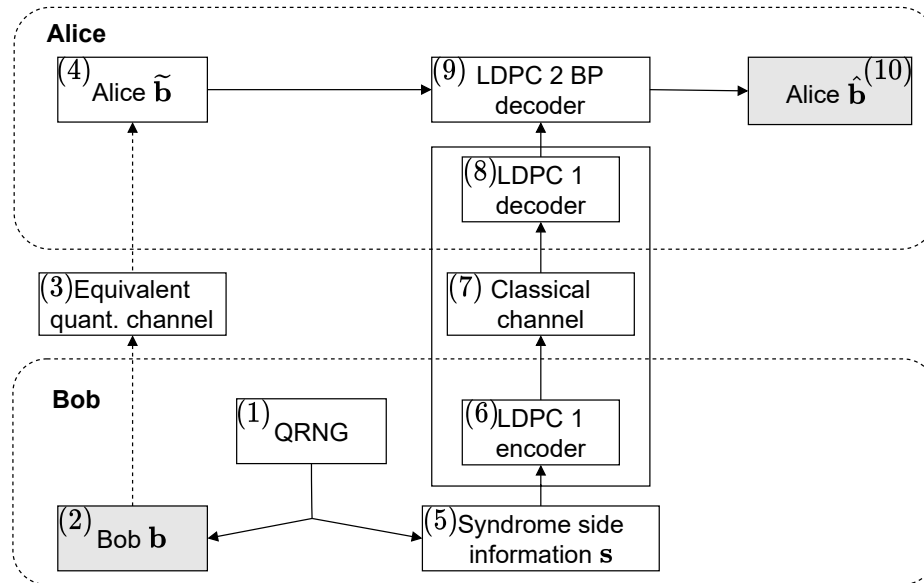 Alice
(4)
Alice b̃
(9) LDPC 2 BP
decoder
(10)
Alice b̂
(8) LDPC 1
decoder
(3) Equivalent
quant. channel
(7) Classical
channel
Bob
(1)
QRNG
(6) LDPC 1
encoder
(2)
Bob b
(5) Syndrome side
information s